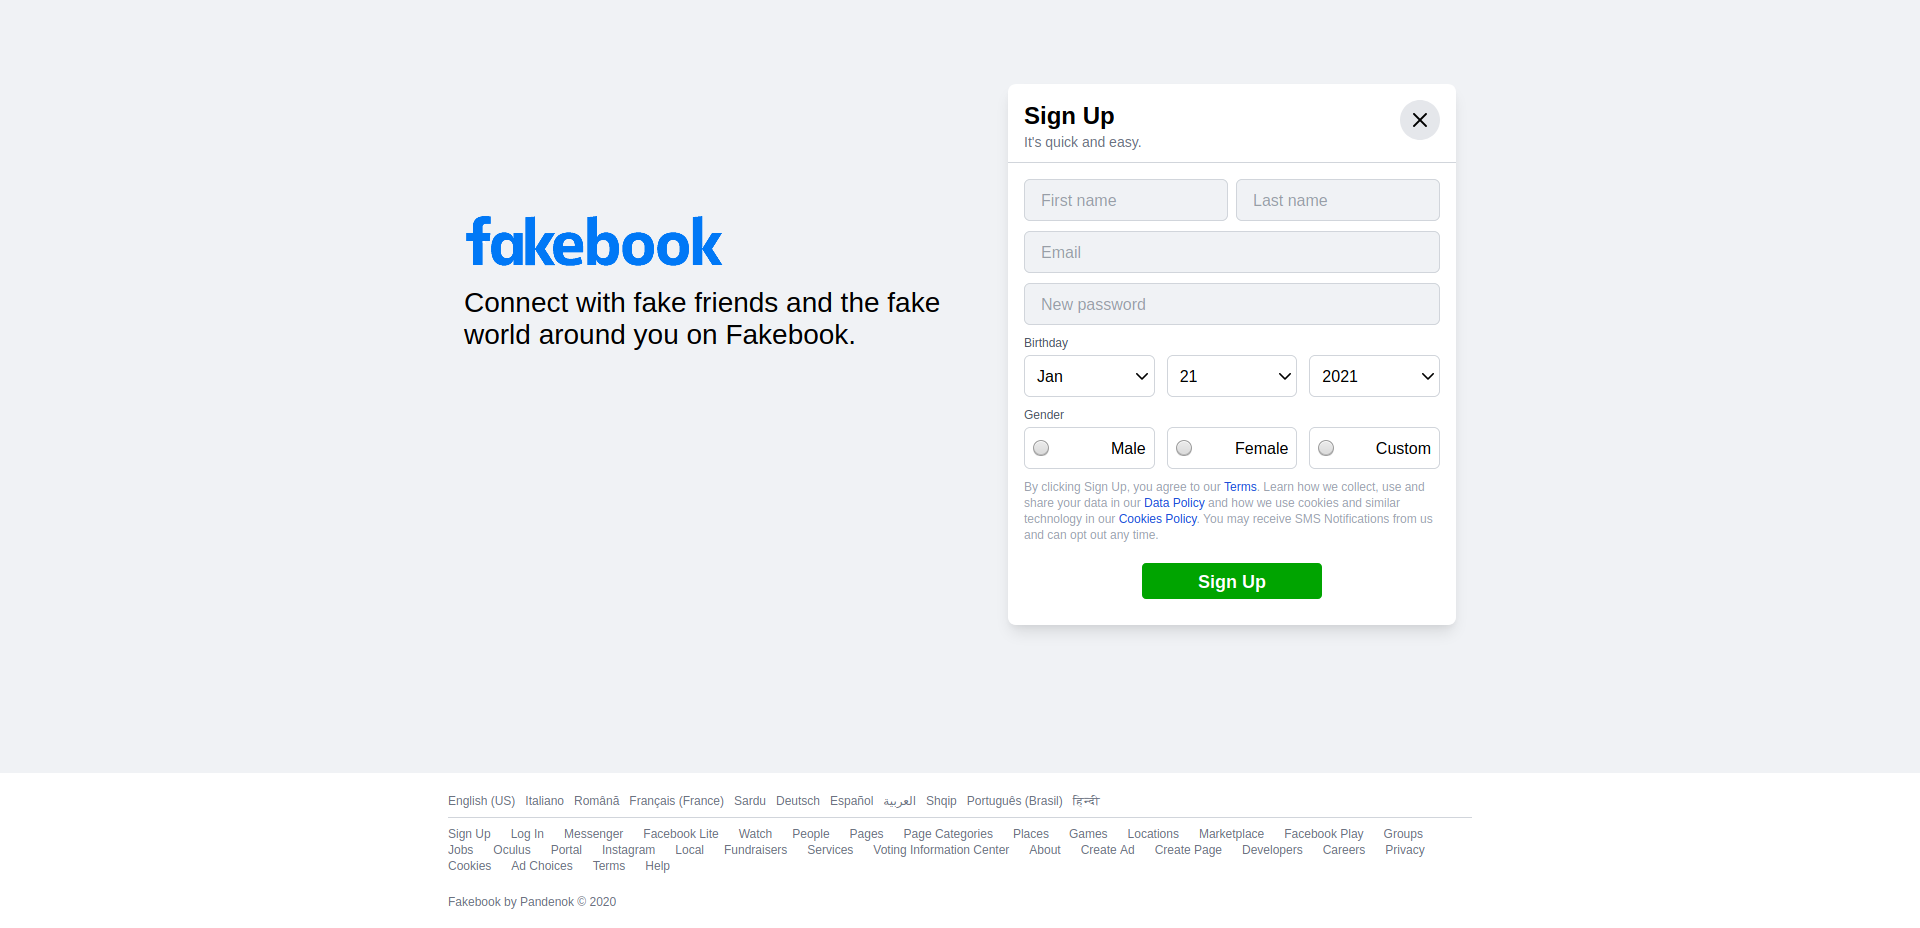 fakebook
Connect with fake friends and the fake
world around you on Fakebook.
Sign Up
It's quick and easy.
First name Last name
Email
New password
Birthday
Jan 21 2021
Gender
Male Female Custom
By clicking Sign Up, you agree to our Terms. Learn how we collect, use and
share your data in our Data Policy and how we use cookies and similar
technology in our Cookies Policy. You may receive SMS Notifications from us
and can opt out any time.
Sign Up
English (US) Italiano Română Français (France) Sardu Deutsch Español العربية Shqip Português (Brasil) हिन्दी
Sign Up Log In Messenger Facebook Lite Watch People Pages Page Categories Places Games Locations Marketplace Facebook Play Groups
Jobs Oculus Portal Instagram Local Fundraisers Services Voting Information Center About Create Ad Create Page Developers Careers Privacy
Cookies Ad Choices Terms Help
Fakebook by Pandenok © 2020